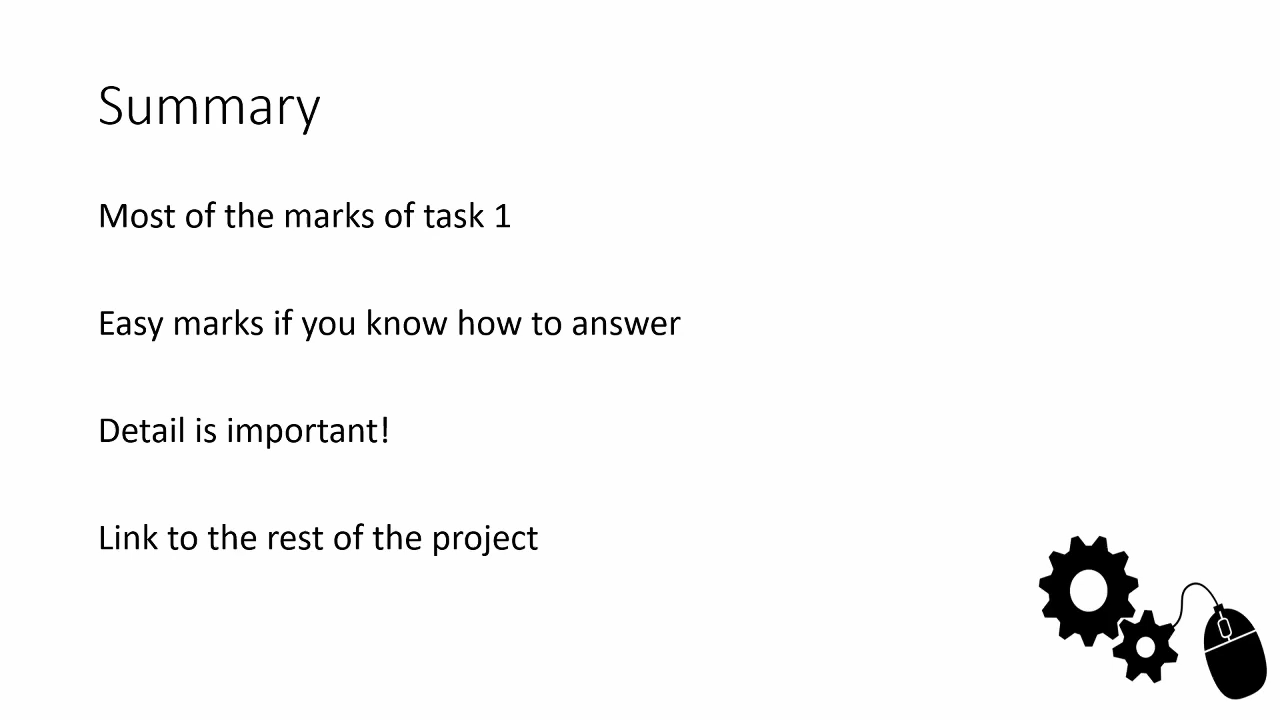 Summary
Most of the marks of task 1
Easy marks if you know how to answer
Detail is important!
Link to the rest of the project